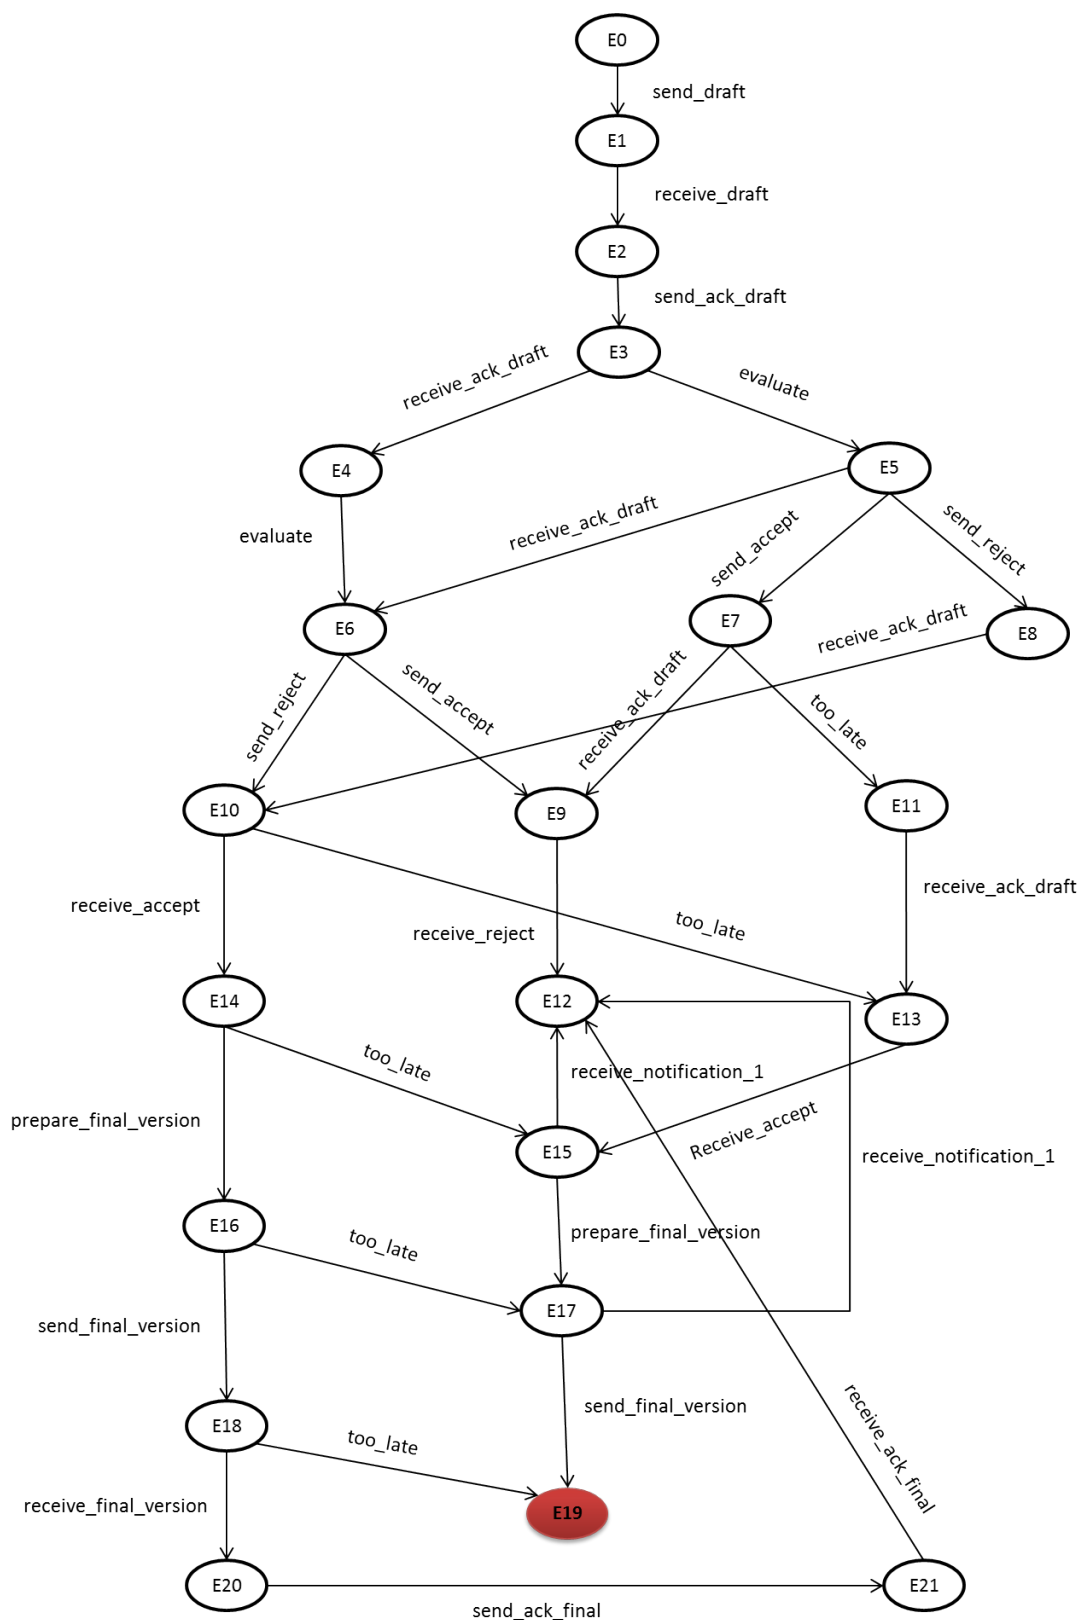 E0
send_draft
E1
receive_draft
E2
send_ack_draft
E3
receive_ack_draft
evaluate
E4
E5
evaluate
receive_ack_draft
send_accept
send_reject
E6
E7
E8
receive_ack_draft
send_reject
send_accept
receive_ack_draft
too_late
E10
E9
E11
receive_accept
receive_reject
too_late
receive_ack_draft
E14
E12
E13
too_late
receive_notification_1
prepare_final_version
Receive_accept
E15
receive_notification_1
E16
too_late
prepare_final_version
E17
send_final_version
send_final_version
receive_ack_final
E18
too_late
receive_final_version
E19
E20
E21
send_ack_final